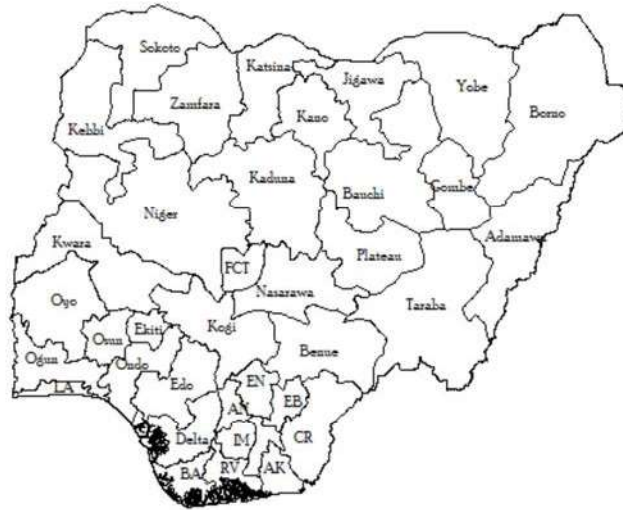 Sokoto
Katsina
Jigawa
Yobe
Borno
Zamfara
Kano
Kebbi
Kaduna
Bauchi
Gombe
Niger
Adamawa
Kwara
Plateau
FCT
Nasarawa
Taraba
Oyo
Kogi
Ekiti
Osun
Benue
Ogun
Ondo
LA
Edo
EN
AN
EB
Delta
IM
CR
BA
RV
AK